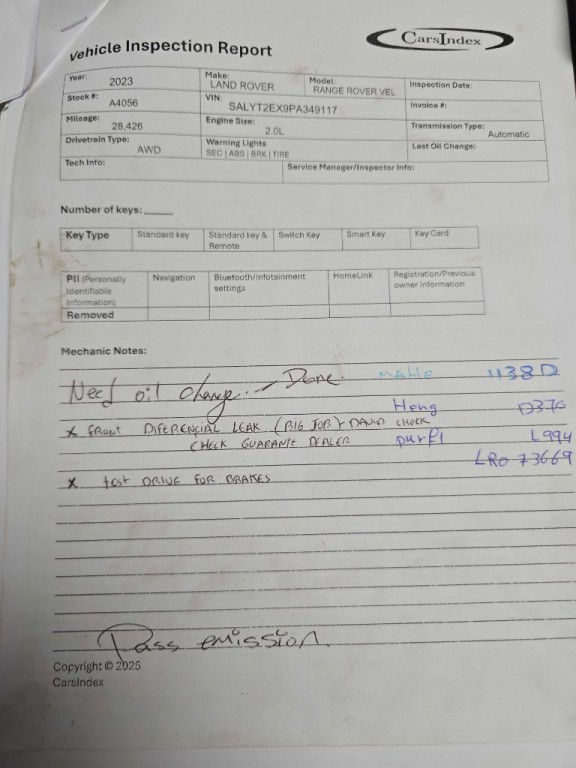 Vehicle Inspection Report
CarsIndex
Year: 2023 Make: LAND ROVER Model: RANGE ROVER VEL Inspection Date:
Stock #: A4056 VIN: SALYT2EX9PA349117 Invoice #:
Mileage: 28,426 Engine Size: 2.0L Transmission Type: Automatic
Drivetrain Type: AWD Warning Lights SEC | ABS | BRK | TIRE Last Oil Change:
Tech Info: Service Manager/Inspector Info:
Number of keys:
Key Type Standard key Standard key & Remote Switch Key Smart Key Key Card
PII (Personally Identifiable Information) Navigation Bluetooth/Infotainment settings HomeLink Registration/Previous owner information
Removed
Mechanic Notes:
Need oil change. -> Done. MAHLE 1138D
Heng D376
x FRONT DIFERENCIAL LEAK (BIG JOB) DAVID CHECK
CHECK GUARANTE DEALER purfl L994
LRO 73669
x test DRIVE FOR BRAKES
Pass emission.
Copyright © 2025
CarsIndex